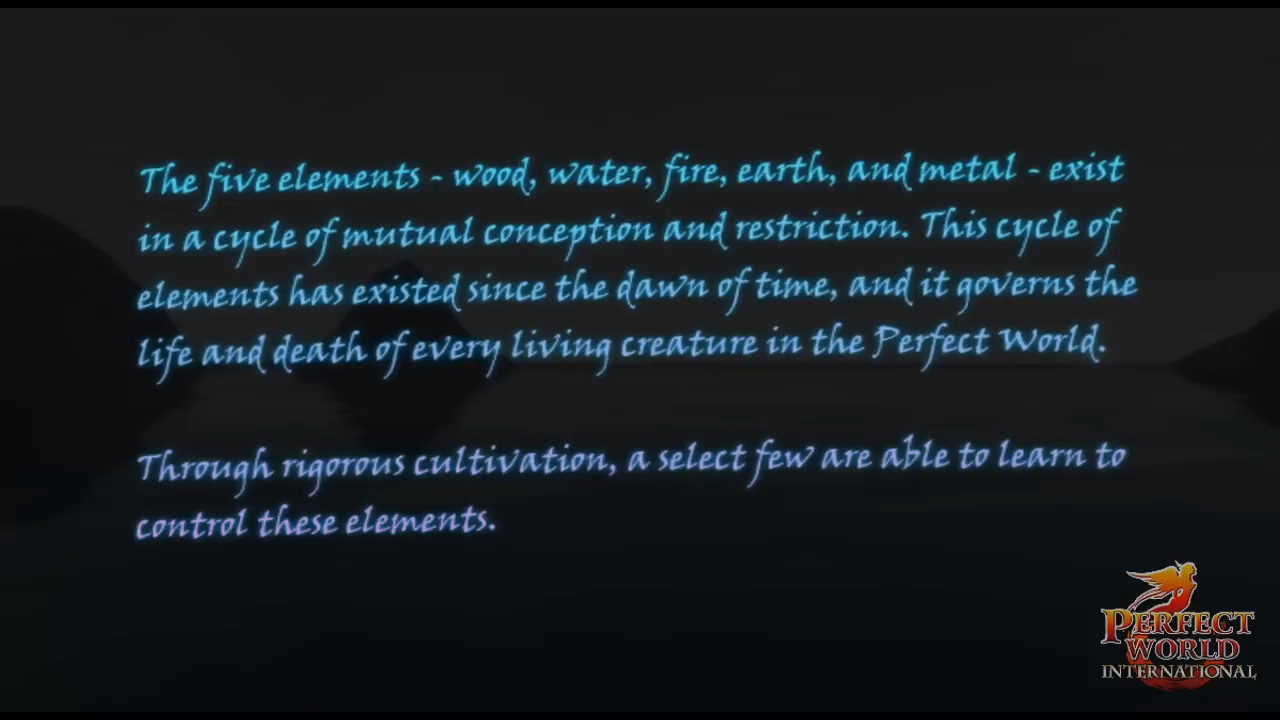 The five elements - wood, water, fire, earth, and metal - exist
in a cycle of mutual conception and restriction. This cycle of
elements has existed since the dawn of time, and it governs the
life and death of every living creature in the Perfect World.
Through rigorous cultivation, a select few are able to learn to
control these elements.
PERFECT
WORLD
INTERNATIONAL